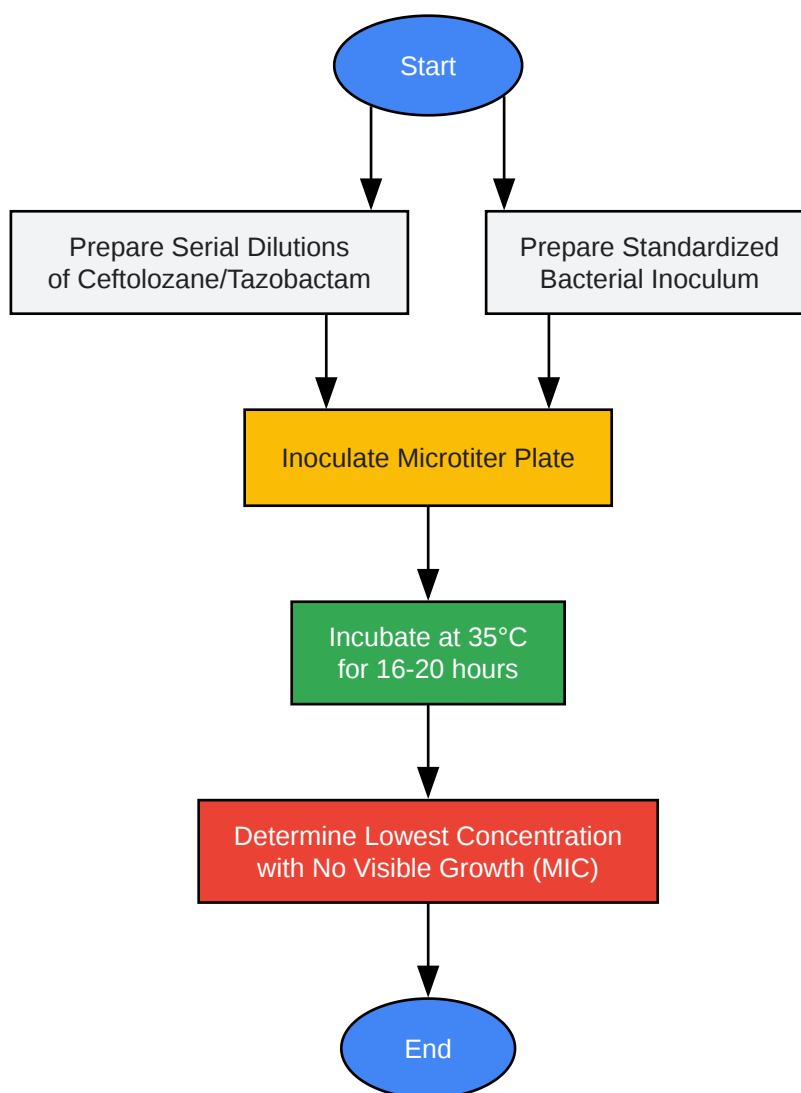 Start
Prepare Serial Dilutions
of Ceftolozane/Tazobactam
Prepare Standardized
Bacterial Inoculum
Inoculate Microtiter Plate
Incubate at 35°C
for 16-20 hours
Determine Lowest Concentration
with No Visible Growth (MIC)
End